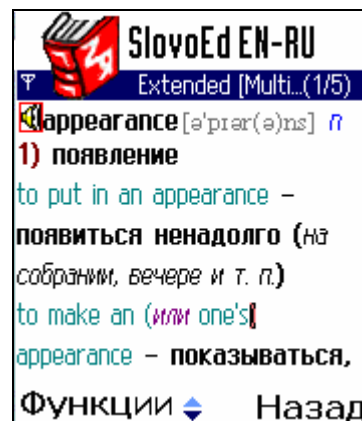 SlovoEd EN-RU
Extended [Multi...(1/5)
appearance [ə'pɪər(ə)ns] n
1) появление
to put in an appearance –
появиться ненадолго (на
собрании, вечере и т. п.)
to make an (или one's(
appearance – показываться,
Функции Назад